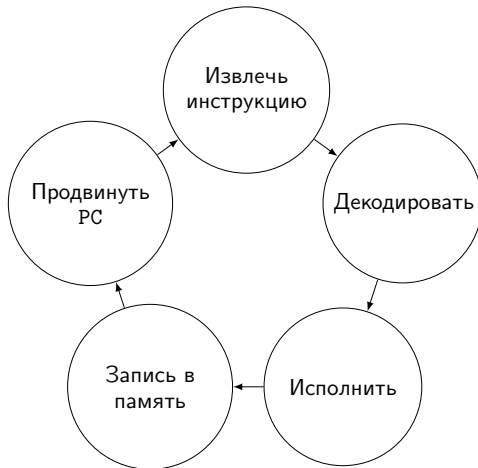 Извлечь
инструкцию
Декодировать
Исполнить
Запись в
память
Продвинуть
PC